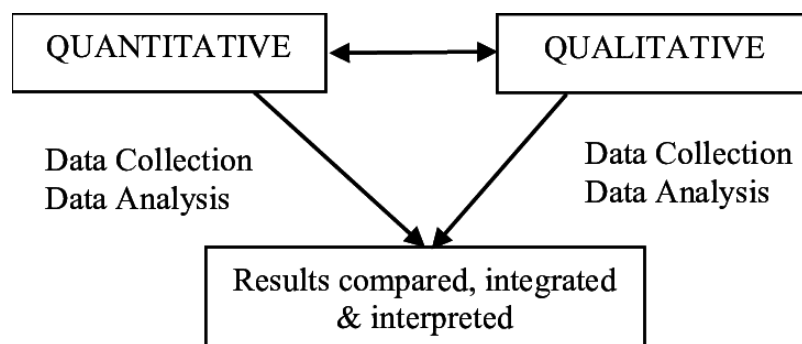 QUANTITATIVE
QUALITATIVE
Data Collection
Data Analysis
Data Collection
Data Analysis
Results compared, integrated
& interpreted